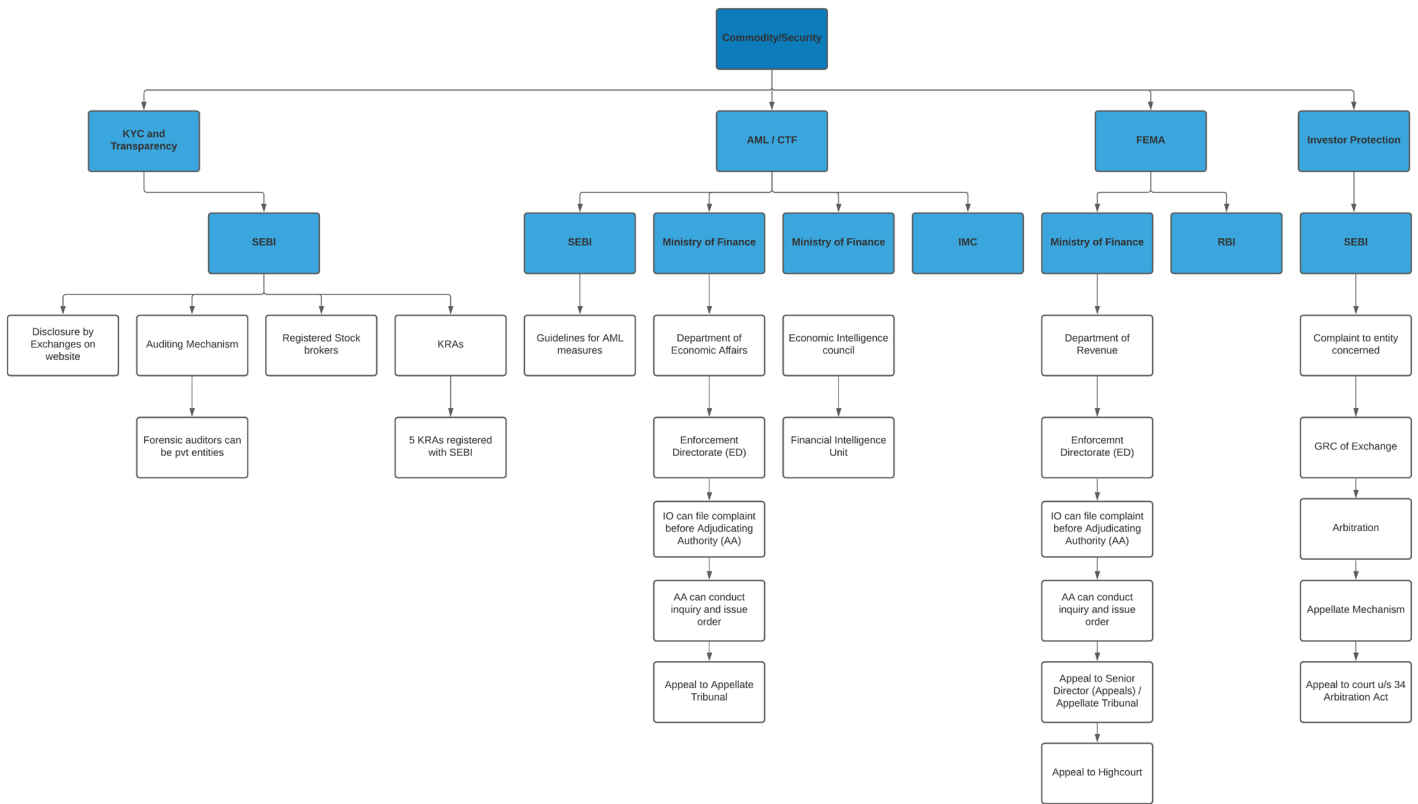 Commodity/Security
KYC and
Transparency
AML / CTF
FEMA
Investor Protection
SEBI
SEBI
Ministry of Finance
Ministry of Finance
IMC
Ministry of Finance
RBI
SEBI
Disclosure by
Exchanges on
website
Auditing Mechanism
Registered Stock
brokers
KRAs
Guidelines for AML
measures
Department of
Economic Affairs
Economic Intelligence
council
Department of
Revenue
Complaint to entity
concerned
Forensic auditors can
be pvt entities
5 KRAs registered
with SEBI
Enforcement
Directorate (ED)
Financial Intelligence
Unit
Enforcemnt
Directorate (ED)
GRC of Exchange
IO can file complaint
before Adjudicating
Authority (AA)
IO can file complaint
before Adjudicating
Authority (AA)
Arbitration
AA can conduct
inquiry and issue
order
AA can conduct
inquiry and issue
order
Appellate Mechanism
Appeal to Appellate
Tribunal
Appeal to Senior
Director (Appeals) /
Appellate Tribunal
Appeal to court u/s 34
Arbitration Act
Appeal to Highcourt